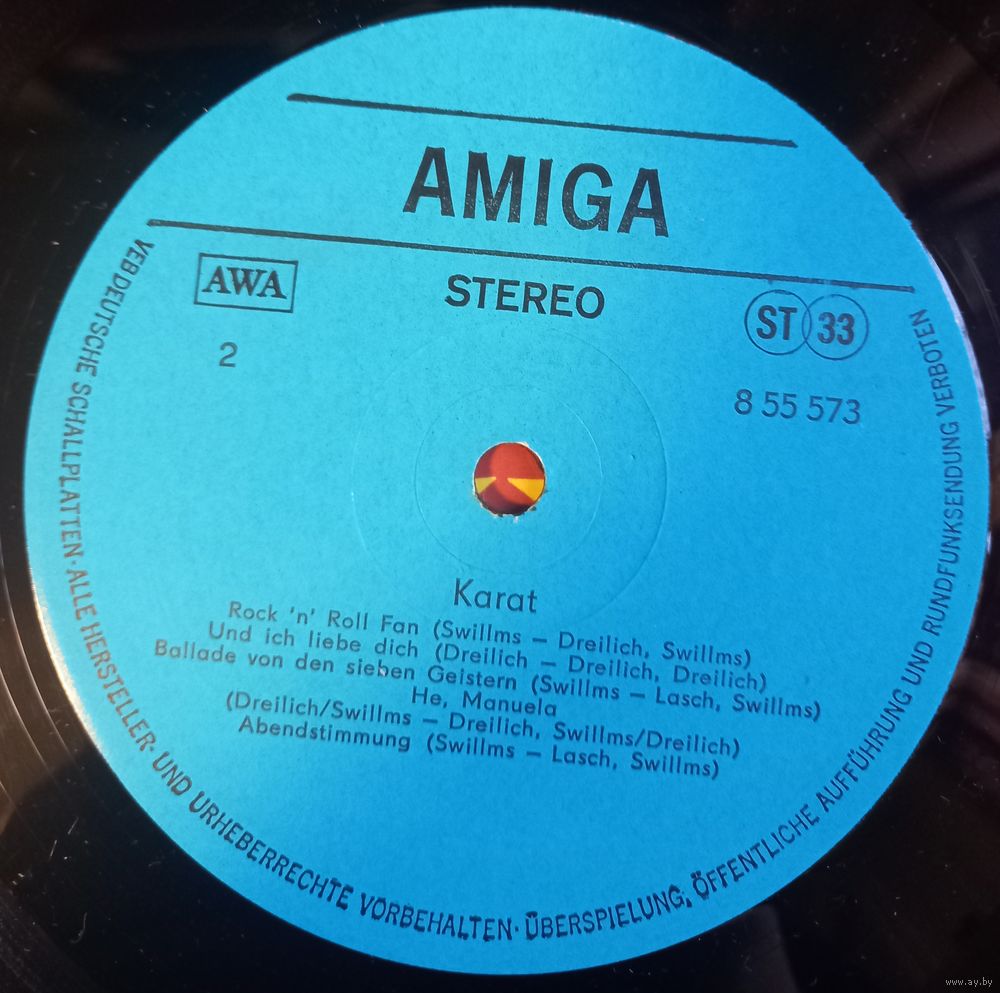 AMIGA
AWA
STEREO
ST 33
2
8 55 573
Karat
Rock 'n' Roll Fan (Swillms – Dreilich, Swillms)
Und ich liebe dich (Dreilich – Dreilich, Dreilich)
Ballade von den sieben Geistern (Swillms – Lasch, Swillms)
He, Manuela
(Dreilich/Swillms – Dreilich, Swillms/Dreilich)
Abendstimmung (Swillms – Lasch, Swillms)
VEB DEUTSCHE SCHALLPLATTEN · ALLE HERSTELLER- UND URHEBERRECHTE VORBEHALTEN · ÜBERSPIELUNG, ÖFFENTLICHE AUFFÜHRUNG UND RUNDFUNKSENDUNG VERBOTEN
www.ay.by